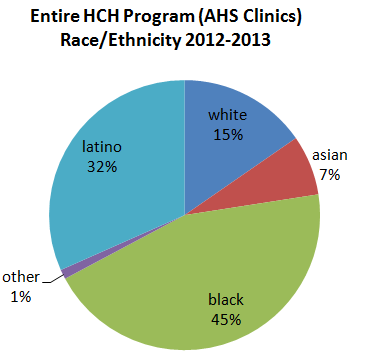 Entire HCH Program (AHS Clinics)
Race/Ethnicity 2012-2013
white
15%
asian
7%
black
45%
other
1%
latino
32%